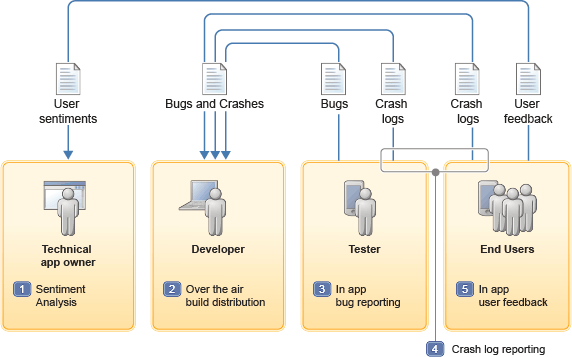 User
sentiments
Bugs and Crashes
Bugs
Crash
logs
Crash
logs
User
feedback
Technical
app owner
Developer
Tester
End Users
1 Sentiment
Analysis
2 Over the air
build distribution
3 In app
bug reporting
5 In app
user feedback
4 Crash log reporting